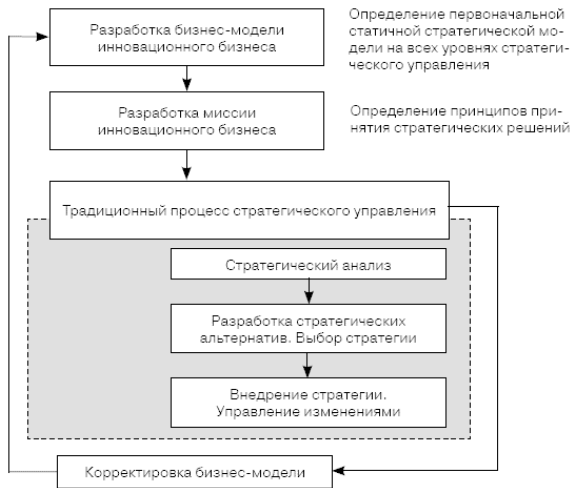 Разработка бизнес-модели
инновационного бизнеса
Определение первоначальной
статичной стратегической мо-
дели на всех уровнях стратеги-
ческого управления
Разработка миссии
инновационного бизнеса
Определение принципов при-
нятия стратегических решений
Традиционный процесс стратегического управления
Стратегический анализ
Разработка стратегических
альтернатив. Выбор стратегии
Внедрение стратегии.
Управление изменениями
Корректировка бизнес-модели